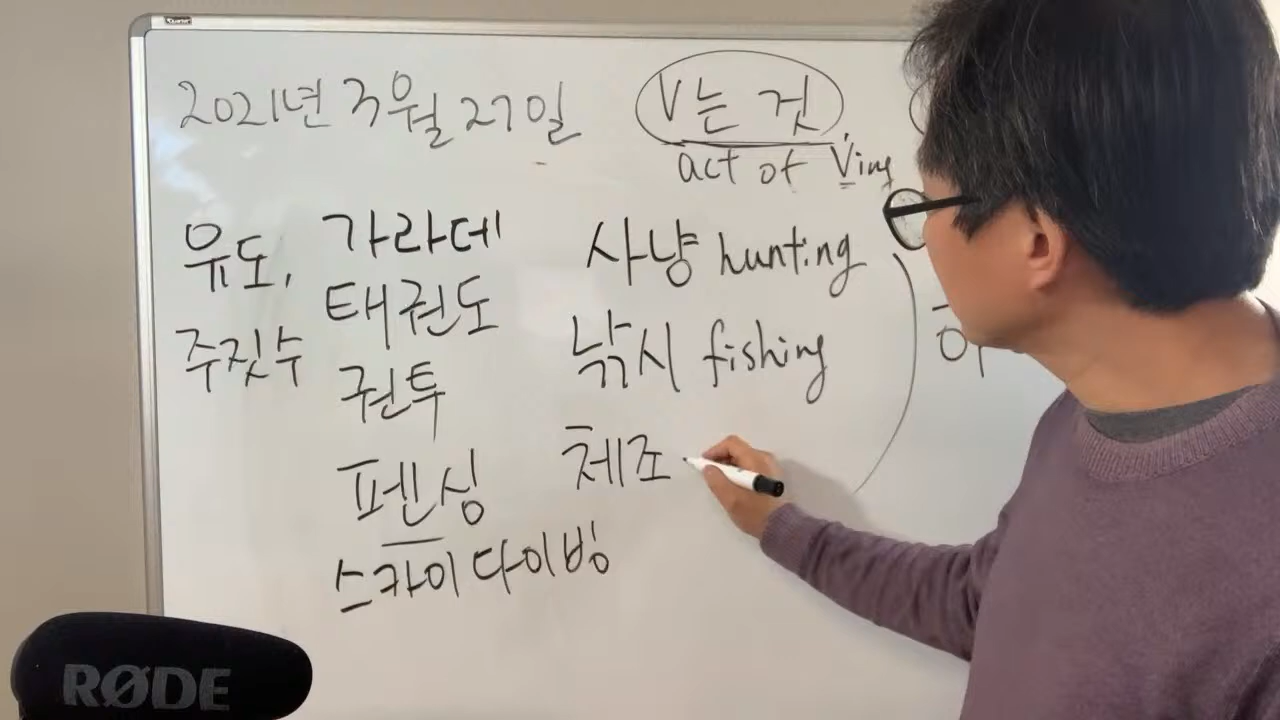 2021년 3월 27일
V는 것
act of Ving
유도,
주짓수
가라데
태권도
권투
펜싱
스카이 다이빙
사냥 hunting
낚시 fishing
체조
하
RØDE